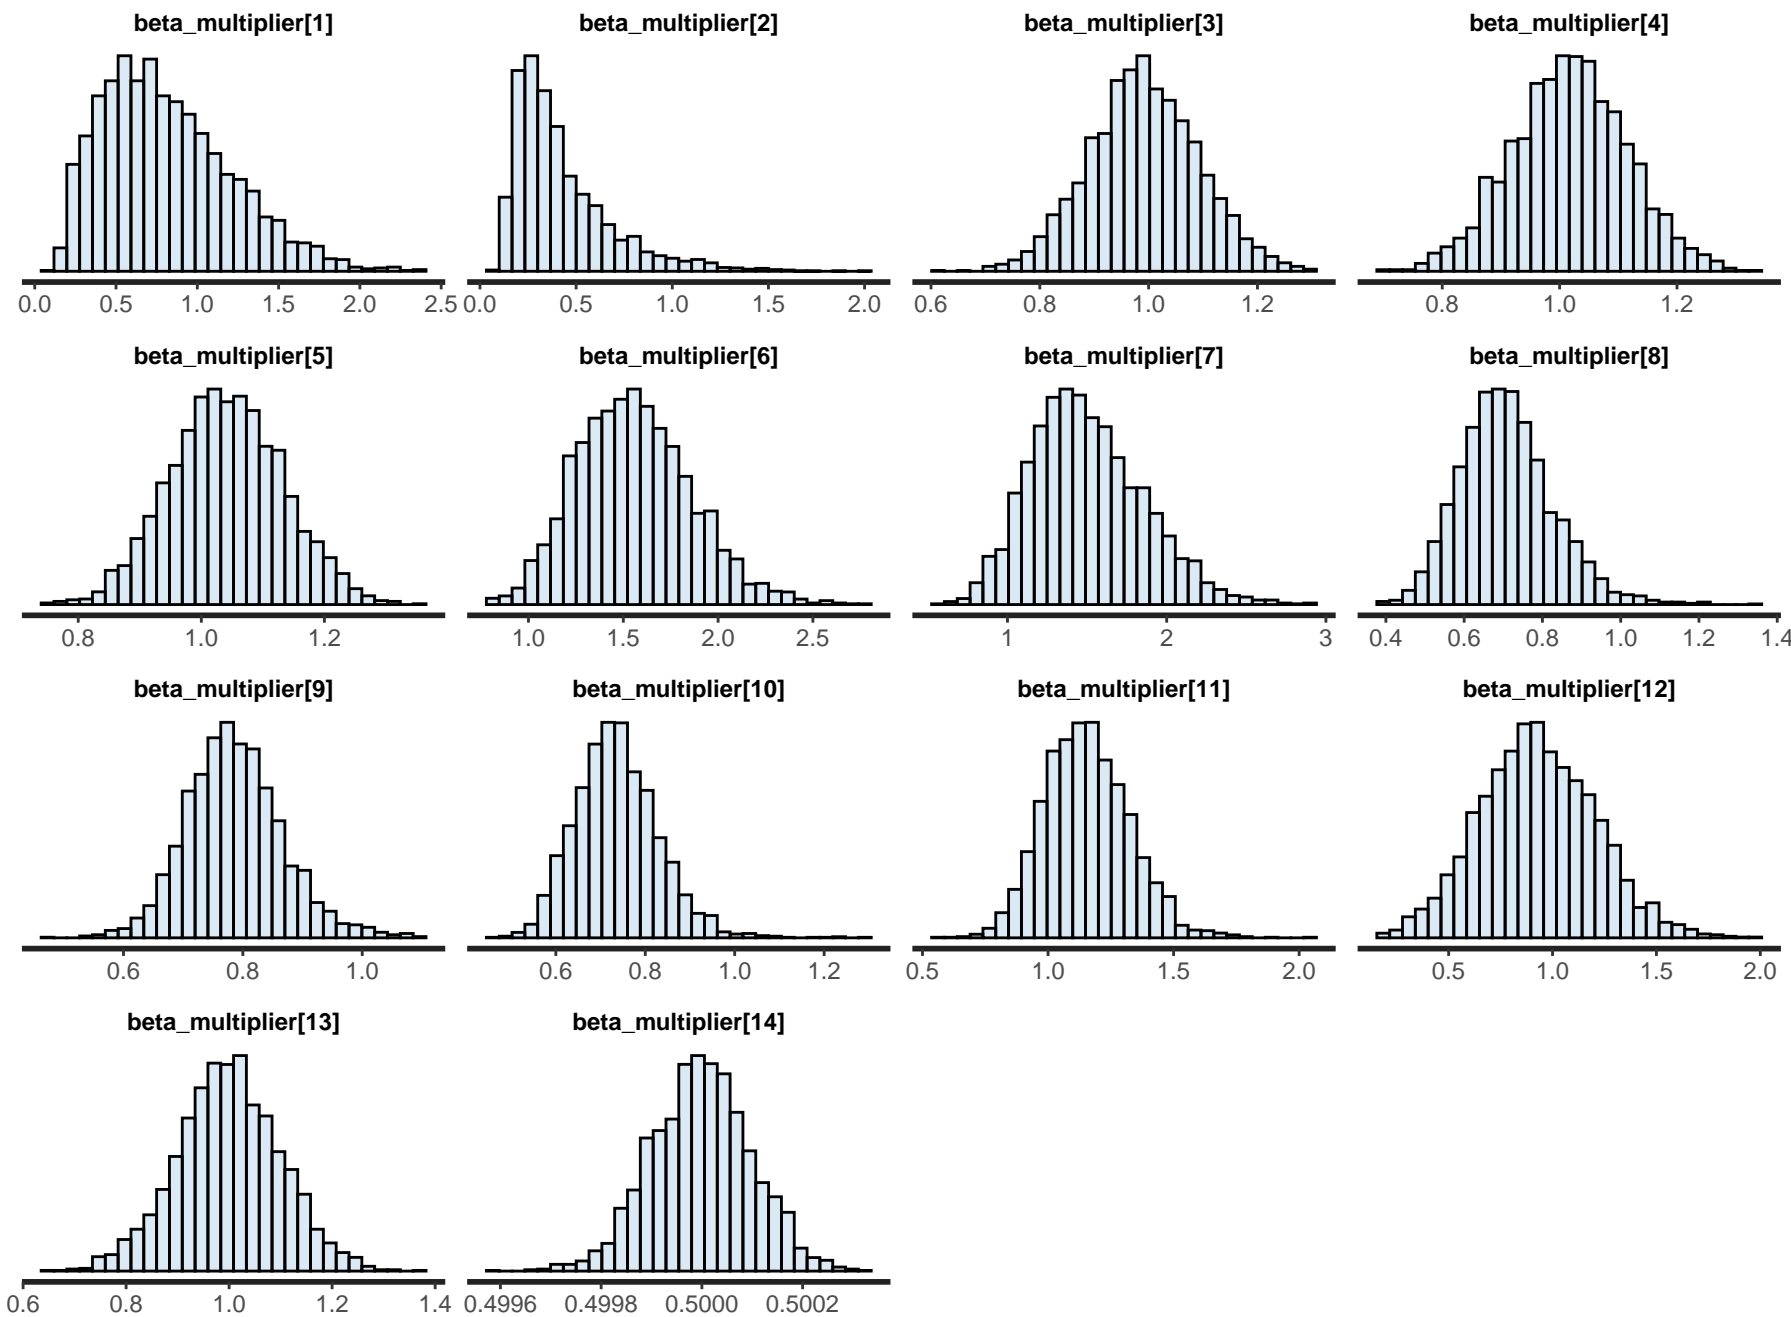 beta_multiplier[1] beta_multiplier[2] beta_multiplier[3] beta_multiplier[4]
0.0 0.5 1.0 1.5 2.0 2.5 0.0 0.5 1.0 1.5 2.0 0.6 0.8 1.0 1.2 0.8 1.0 1.2
beta_multiplier[5] beta_multiplier[6] beta_multiplier[7] beta_multiplier[8]
0.8 1.0 1.2 1.0 1.5 2.0 2.5 1 2 3 0.4 0.6 0.8 1.0 1.2 1.4
beta_multiplier[9] beta_multiplier[10] beta_multiplier[11] beta_multiplier[12]
0.6 0.8 1.0 0.6 0.8 1.0 1.2 0.5 1.0 1.5 2.0 0.5 1.0 1.5 2.0
beta_multiplier[13] beta_multiplier[14]
0.6 0.8 1.0 1.2 1.4 0.4996 0.4998 0.5000 0.5002